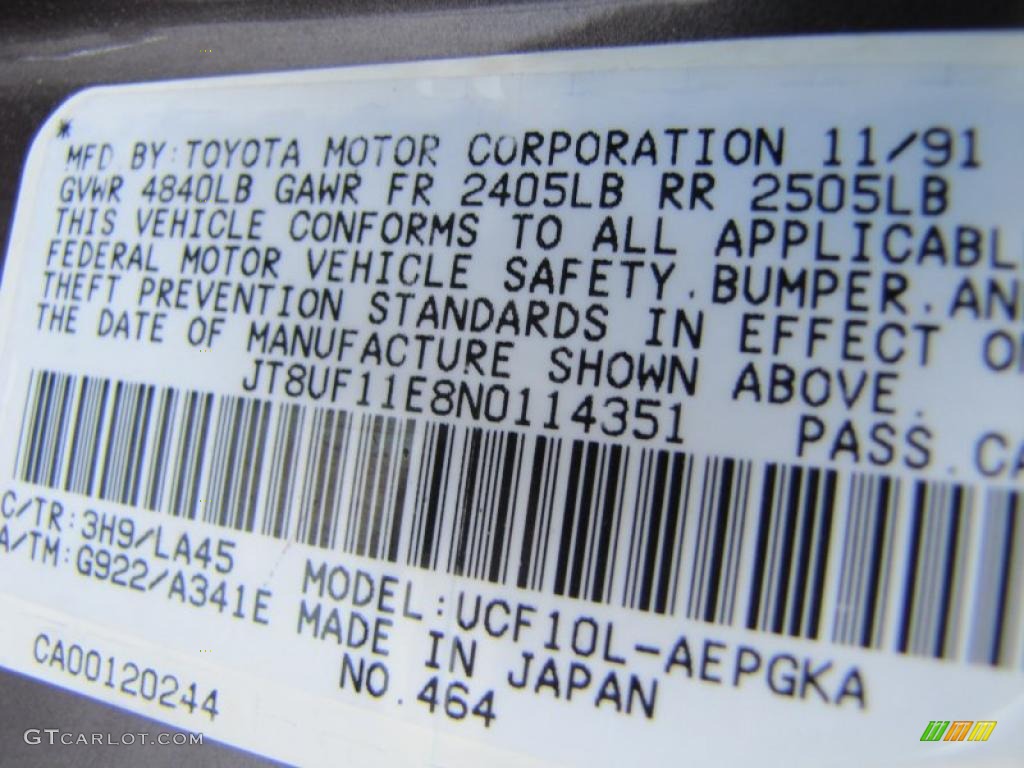 *
MFD BY:TOYOTA MOTOR CORPORATION 11/91
GVWR 4840LB GAWR FR 2405LB RR 2505LB
THIS VEHICLE CONFORMS TO ALL APPLICABL
FEDERAL MOTOR VEHICLE SAFETY.BUMPER.AN
THEFT PREVENTION STANDARDS IN EFFECT O
THE DATE OF MANUFACTURE SHOWN ABOVE.
JT8UF11E8N0114351 PASS.CA
C/TR:3H9/LA45
A/TM:G922/A341E
MODEL:UCF10L-AEPGKA
MADE IN JAPAN
NO.464
CA00120244
GTCARLOT.COM